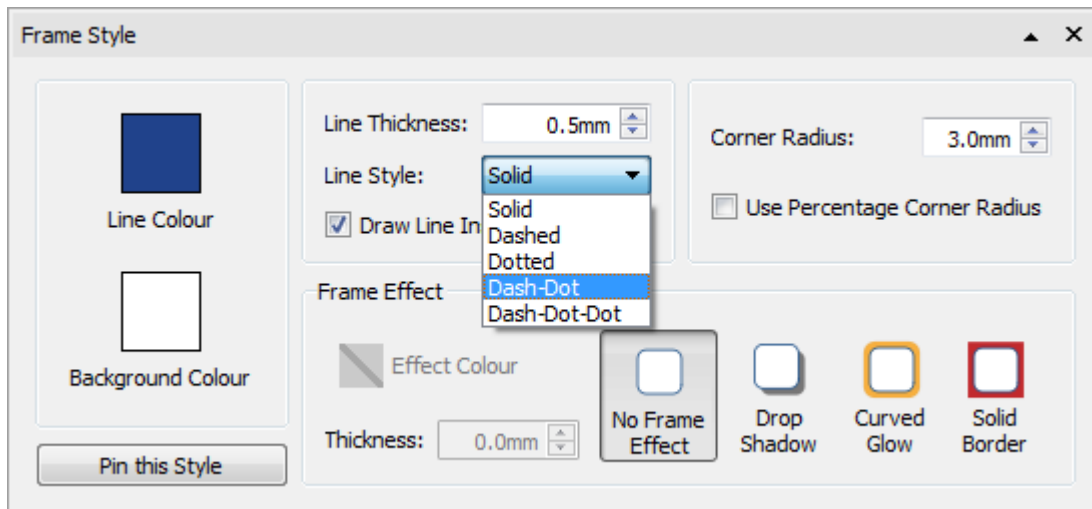 Frame Style
Line Colour
Background Colour
Pin this Style
Line Thickness: 0.5mm
Line Style: Solid
Solid
Dashed
Dotted
Dash-Dot
Dash-Dot-Dot
Draw Line In
Corner Radius: 3.0mm
Use Percentage Corner Radius
Frame Effect
Effect Colour
Thickness: 0.0mm
No Frame
Effect
Drop
Shadow
Curved
Glow
Solid
Border